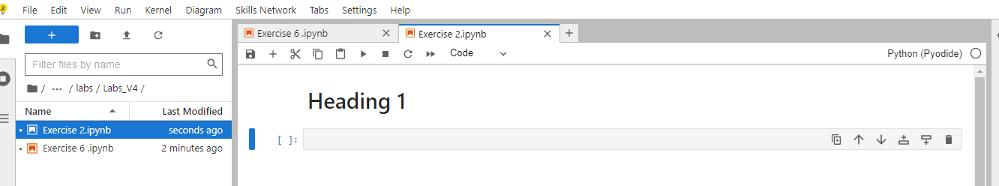 File Edit View Run Kernel Diagram Skills Network Tabs Settings Help
Exercise 6 .ipynb Exercise 2.ipynb
Code Python (Pyodide)
Filter files by name
/ ... / labs / Labs_V4 /
Name Last Modified
Exercise 2.ipynb seconds ago
Exercise 6 .ipynb 2 minutes ago
Heading 1
[ ]: